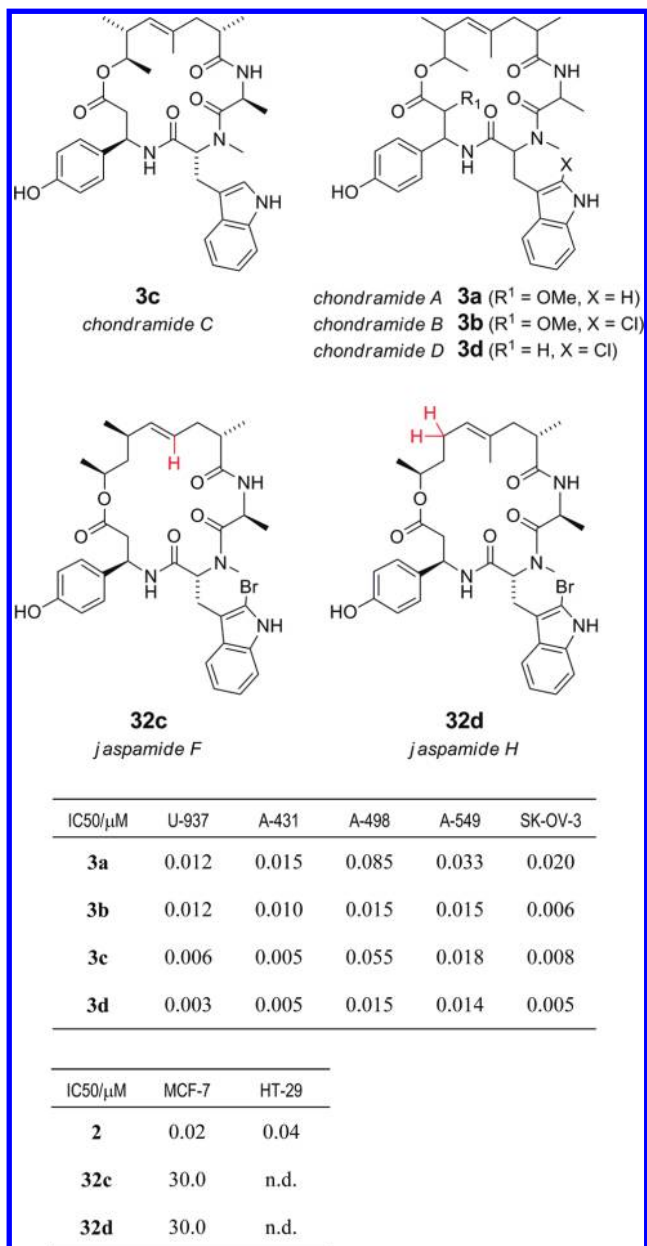 O
O
NH
O
O
O
O
N
N
H
HO
NH
3c
chondramide C
O
O
NH
O
R1
O
O
O
N
X
N
H
HO
NH
chondramide A 3a (R1 = OMe, X = H)
chondramide B 3b (R1 = OMe, X = Cl)
chondramide D 3d (R1 = H, X = Cl)
H
O
NH
O
O
O
O
N
N
H
Br
HO
NH
32c
jaspamide F
H
H
O
NH
O
O
O
O
N
N
H
Br
HO
NH
32d
jaspamide H
IC50/μM U-937 A-431 A-498 A-549 SK-OV-3
3a 0.012 0.015 0.085 0.033 0.020
3b 0.012 0.010 0.015 0.015 0.006
3c 0.006 0.005 0.055 0.018 0.008
3d 0.003 0.005 0.015 0.014 0.005
IC50/μM MCF-7 HT-29
2 0.02 0.04
32c 30.0 n.d.
32d 30.0 n.d.